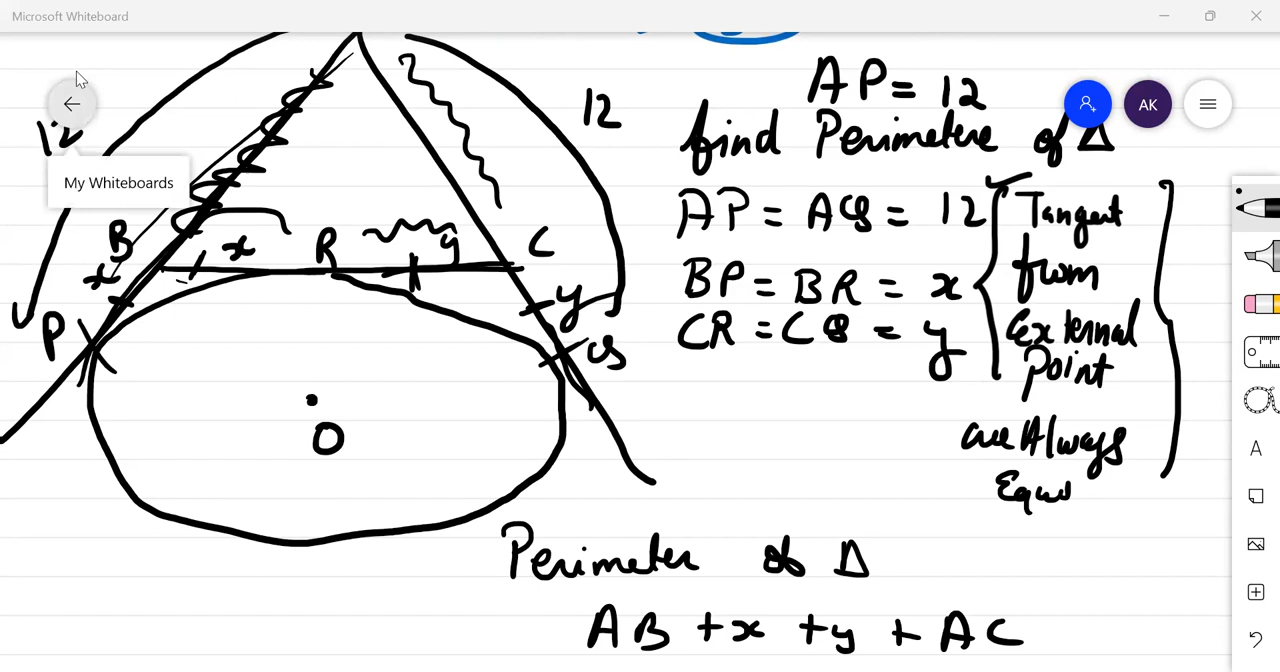 Microsoft Whiteboard
AP = 12
12
12
find Perimetere of Δ
AK
My Whiteboards
AP = AQ = 12
Tangent
B
x
R
y
C
x
BP = BR = x
from
y
P
CR = CQ = y
External
Q
Point
O
are Always
Equal
Perimeter of Δ
AB + x + y + AC
A